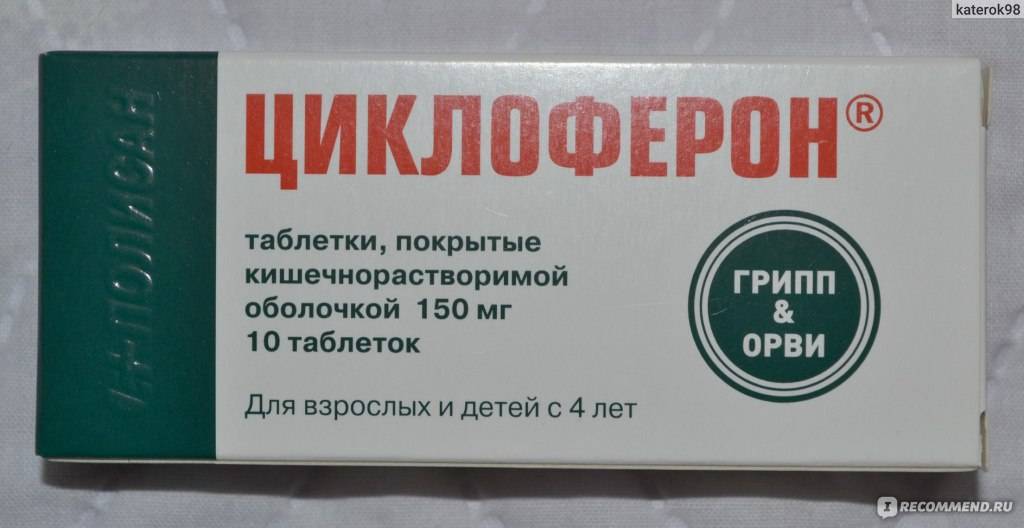 katerok98
ПОЛИСАН
ЦИКЛОФЕРОН®
таблетки, покрытые
кишечнорастворимой
оболочкой 150 мг
10 таблеток
Для взрослых и детей с 4 лет
ГРИПП
&
ОРВИ
IRECOMMEND.RU